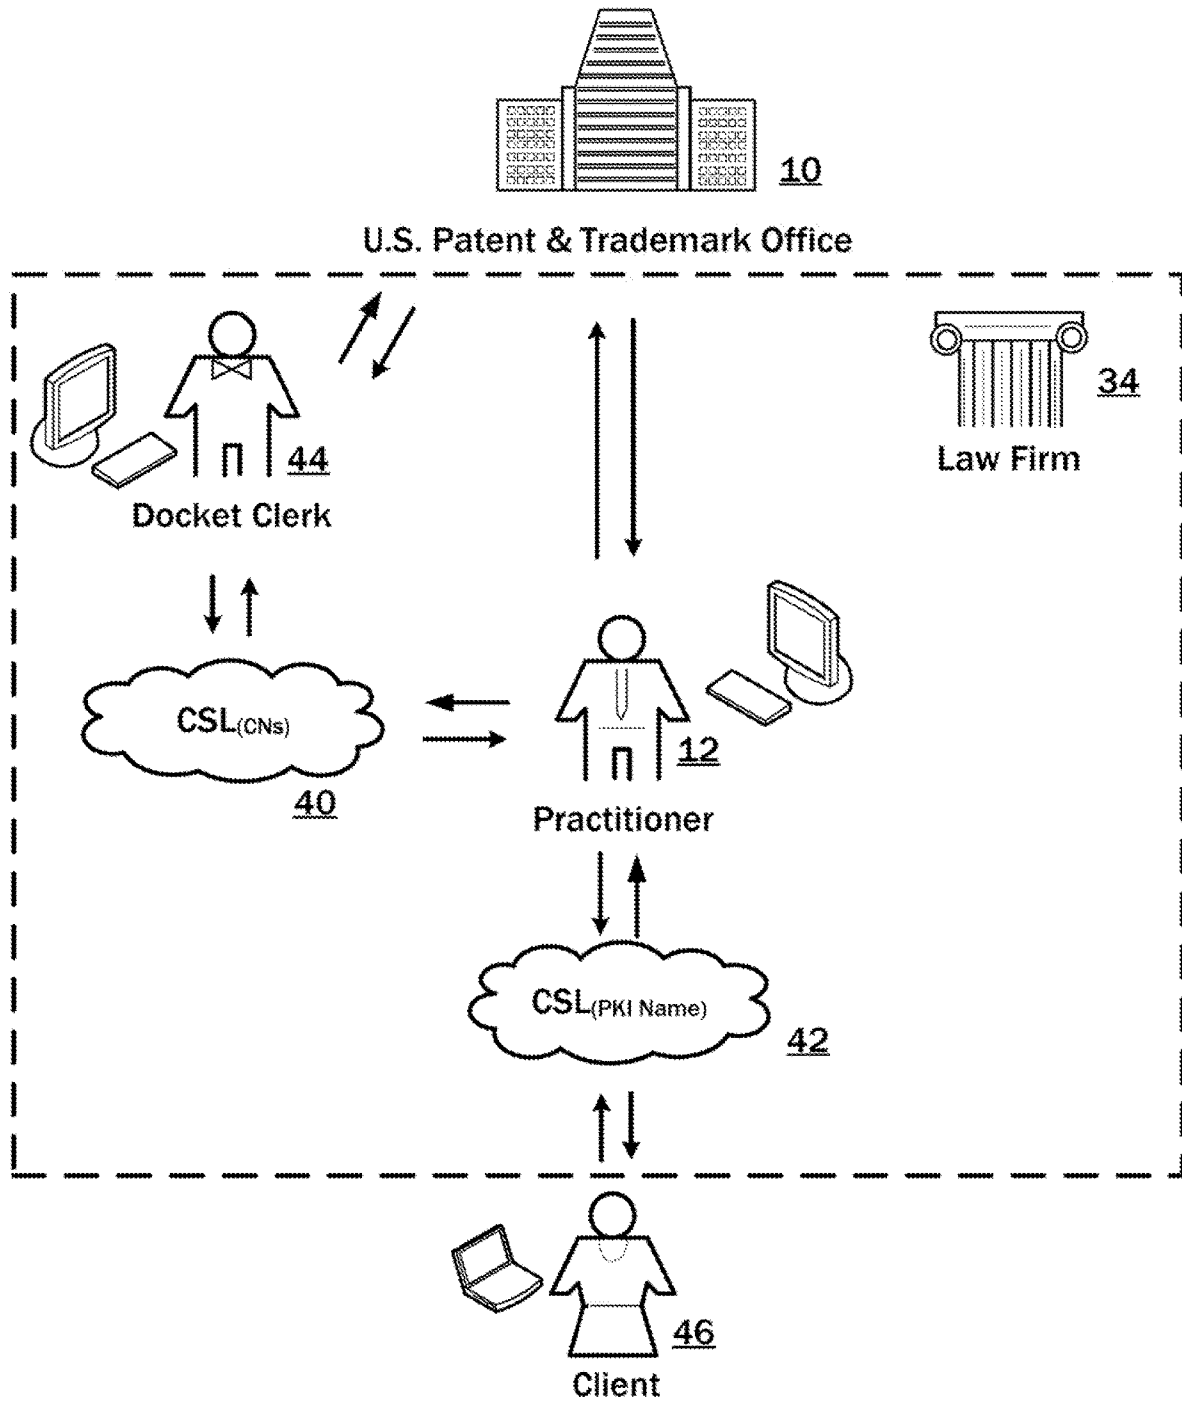 10
U.S. Patent & Trademark Office
34
Law Firm
44
Docket Clerk
CSL(CNs)
40
12
Practitioner
CSL(PKI Name)
42
46
Client